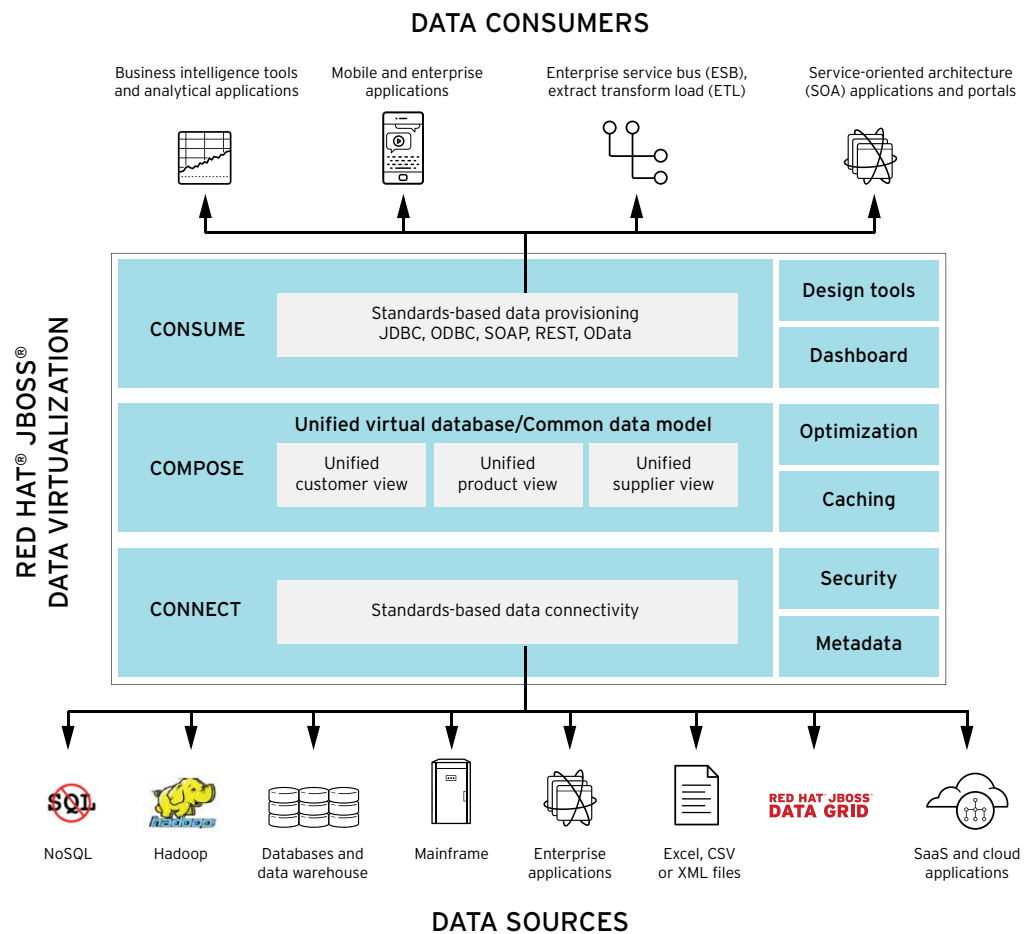 DATA CONSUMERS
Business intelligence tools
and analytical applications
Mobile and enterprise
applications
Enterprise service bus (ESB),
extract transform load (ETL)
Service-oriented architecture
(SOA) applications and portals
RED HAT® JBOSS®
DATA VIRTUALIZATION
CONSUME
Standards-based data provisioning
JDBC, ODBC, SOAP, REST, OData
Design tools
Dashboard
COMPOSE
Unified virtual database/Common data model
Unified
customer view
Unified
product view
Unified
supplier view
Optimization
Caching
CONNECT
Standards-based data connectivity
Security
Metadata
SQL
hadoop
RED HAT JBOSS
DATA GRID
NoSQL
Hadoop
Databases and
data warehouse
Mainframe
Enterprise
applications
Excel, CSV
or XML files
SaaS and cloud
applications
DATA SOURCES